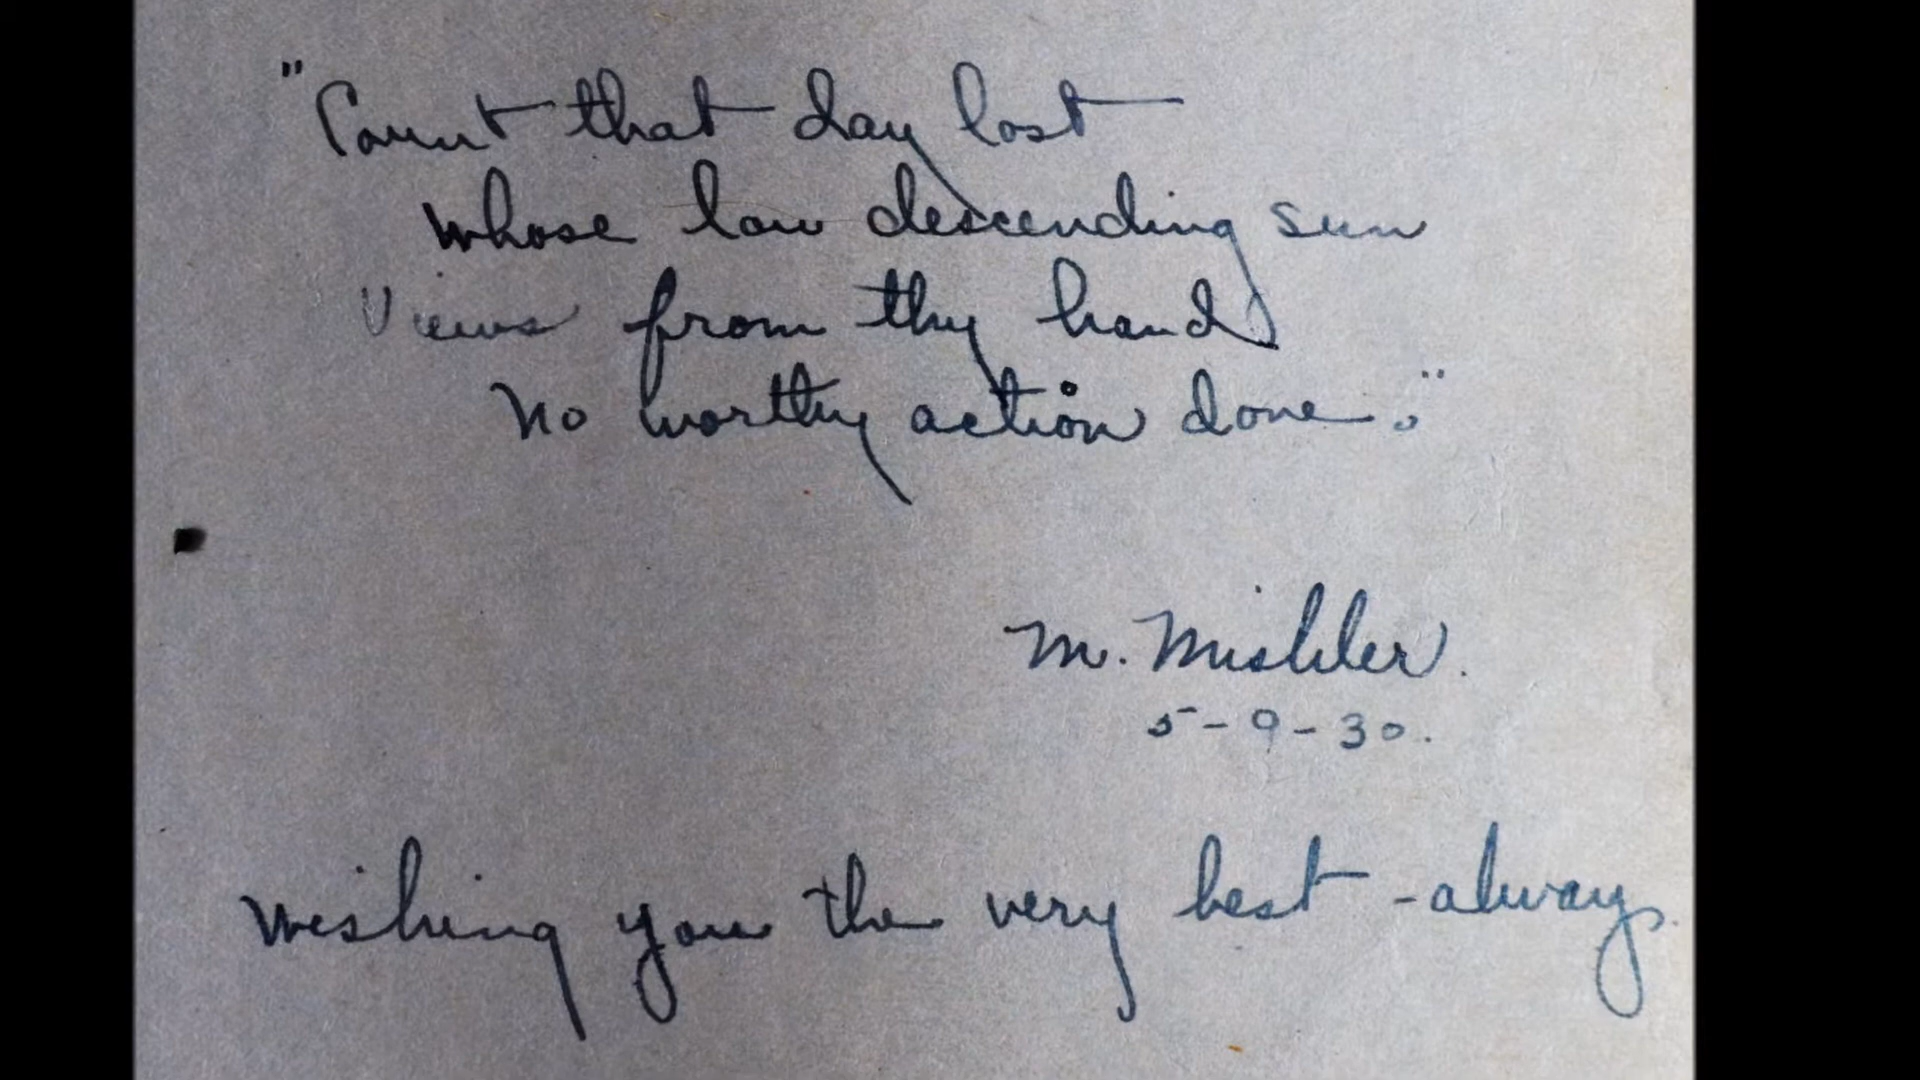 "Count that day lost
whose low descending sun
Views from thy hand
No worthy action done."
M. Mishler.
5-9-30.
Wishing you the very best - always.